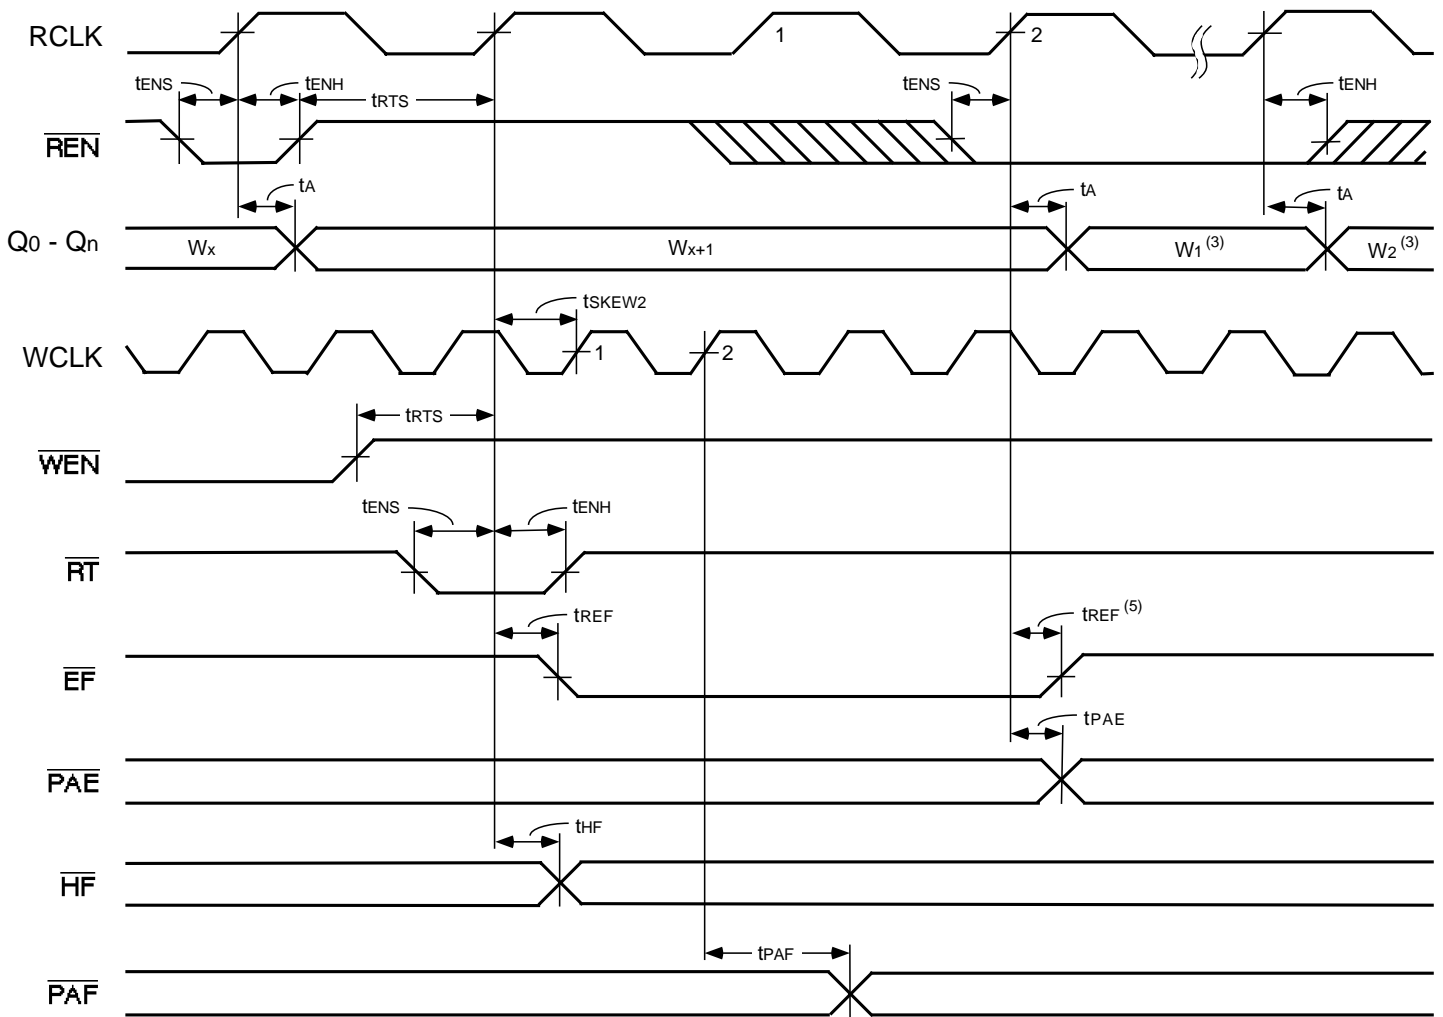 RCLK
1
2
tENS
tENH
tRTS
tENS
tENH
REN
tA
tA
tA
Q0 - Qn
Wx
Wx+1
W1 (3)
W2 (3)
tSKEW2
WCLK
1
2
tRTS
WEN
tENS
tENH
RT
tREF
tREF (5)
EF
tPAE
PAE
tHF
HF
tPAF
PAF